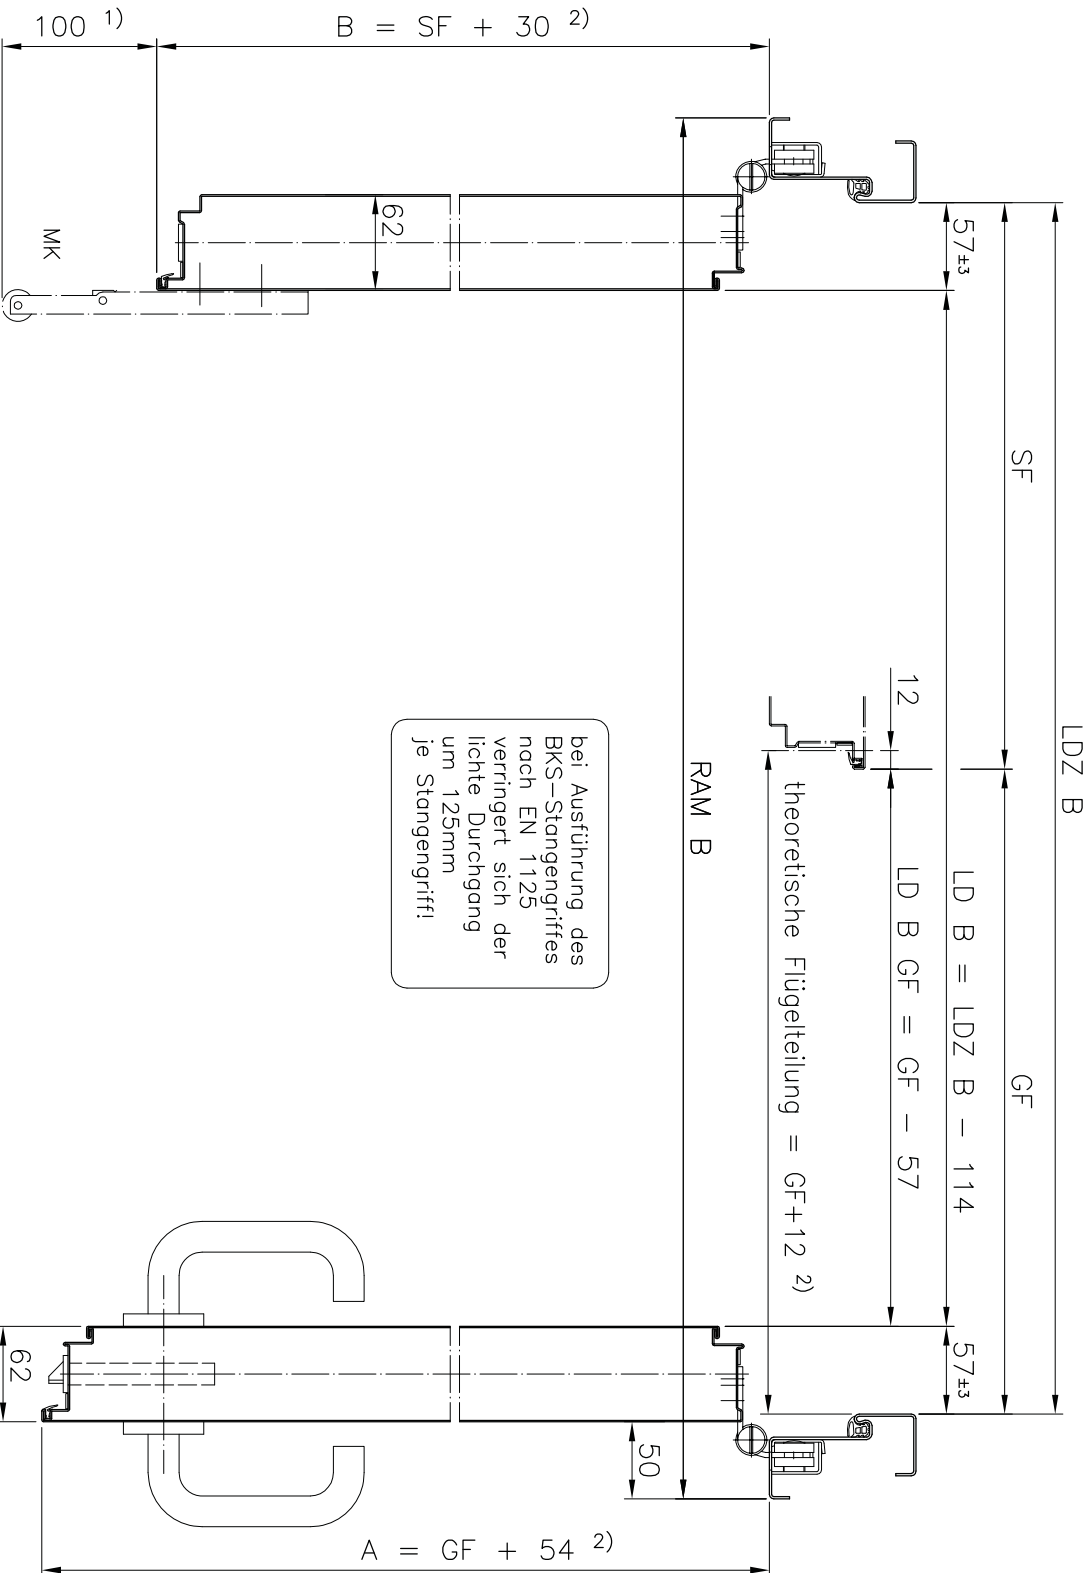 LDZ B
SF
GF
57±3
LD B = LDZ B - 114
57±3
12
LD B GF = GF - 57
theoretische Flügelteilung = GF+12 2)
RAM B
bei Ausführung des
BKS-Stangengriffes
nach EN 1125
verringert sich der
lichte Durchgang
um 125mm
je Stangengriff!
62
50
MK
62
100 1)
B = SF + 30 2)
A = GF + 54 2)